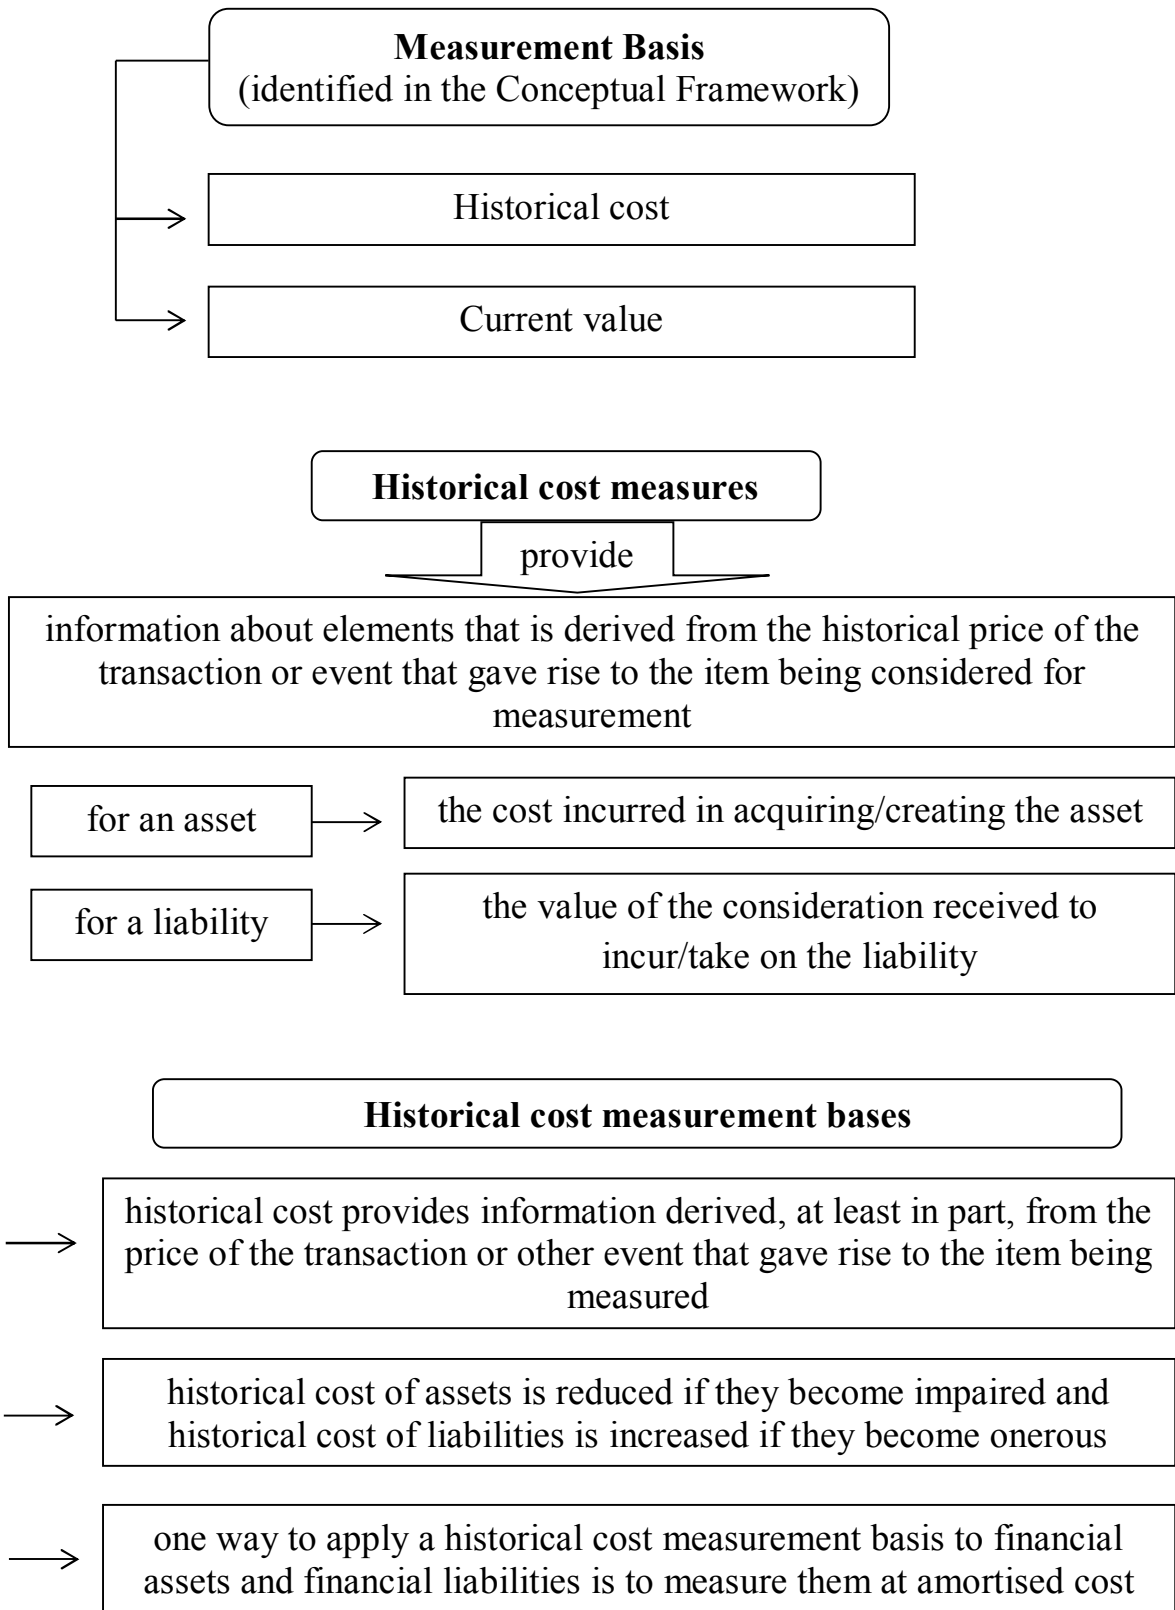 Measurement Basis
(identified in the Conceptual Framework)
Historical cost
Current value
Historical cost measures
provide
information about elements that is derived from the historical price of the
transaction or event that gave rise to the item being considered for
measurement
for an asset
the cost incurred in acquiring/creating the asset
for a liability
the value of the consideration received to
incur/take on the liability
Historical cost measurement bases
historical cost provides information derived, at least in part, from the
price of the transaction or other event that gave rise to the item being
measured
historical cost of assets is reduced if they become impaired and
historical cost of liabilities is increased if they become onerous
one way to apply a historical cost measurement basis to financial
assets and financial liabilities is to measure them at amortised cost